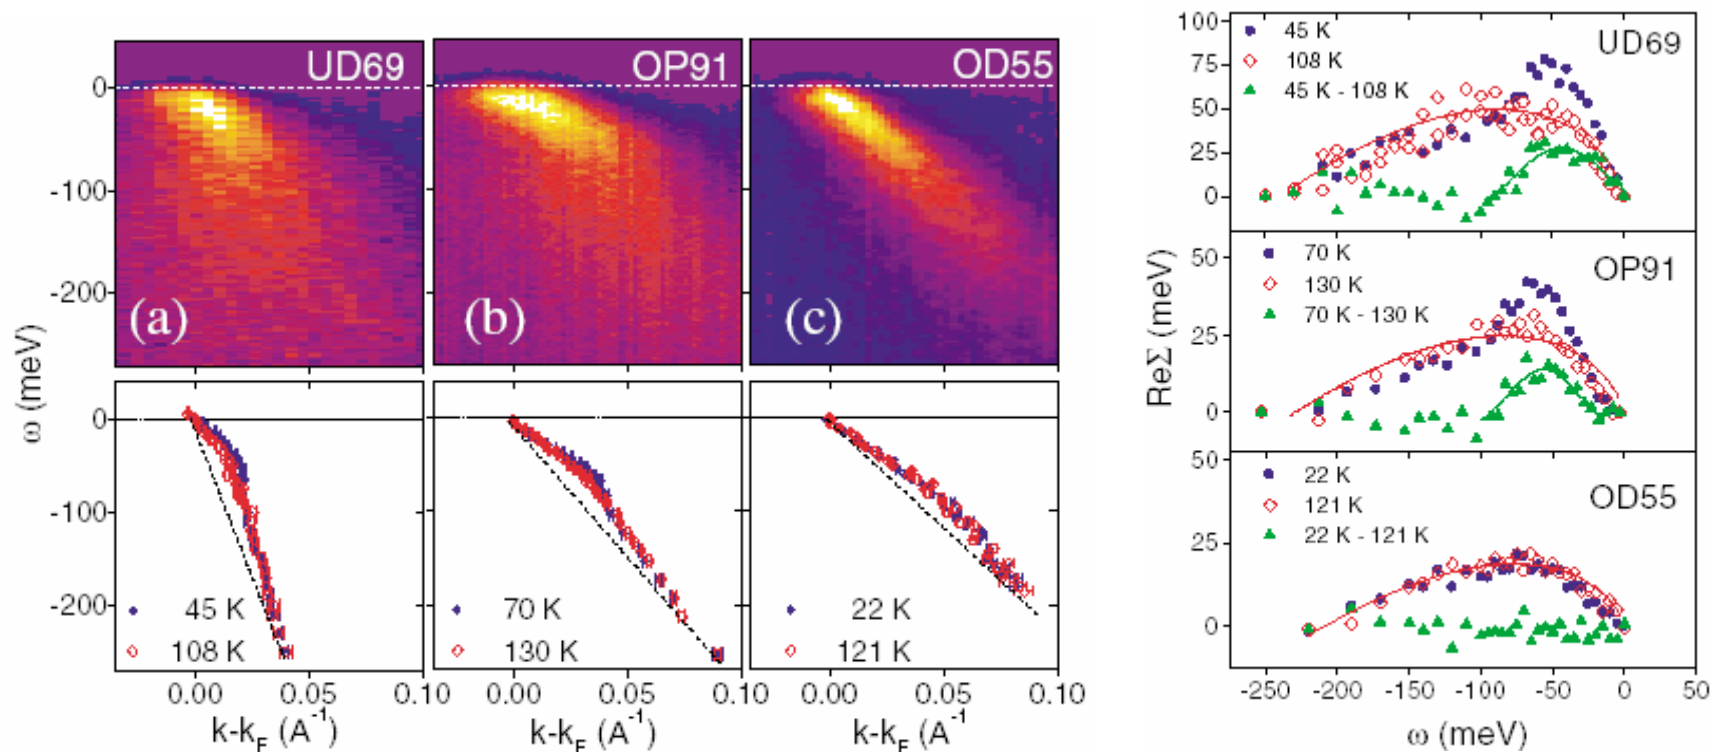 UD69
OP91
OD55
0
-100
-200
(a)
(b)
(c)
ω (meV)
0
-100
-200
45 K
108 K
70 K
130 K
22 K
121 K
0.00
0.05
0.10
0.00
0.05
0.10
0.00
0.05
0.10
k-k_F (A^-1)
k-k_F (A^-1)
k-k_F (A
100
75
50
25
0
45 K
108 K
45 K - 108 K
UD69
50
25
0
70 K
130 K
70 K - 130 K
OP91
50
25
0
22 K
121 K
22 K - 121 K
OD55
ReΣ (meV)
-250
-200
-150
-100
-50
0
50
ω (meV)